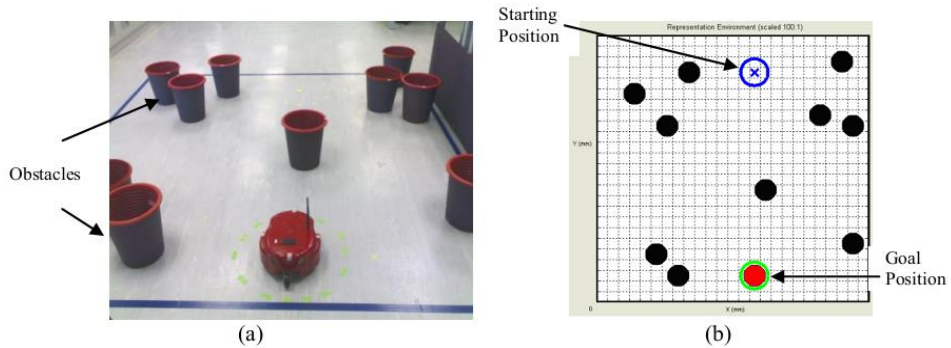 Obstacles
Starting
Position
Representation Environment (scaled 100:1)
Y (mm)
0
X (mm)
Goal
Position
(a)
(b)